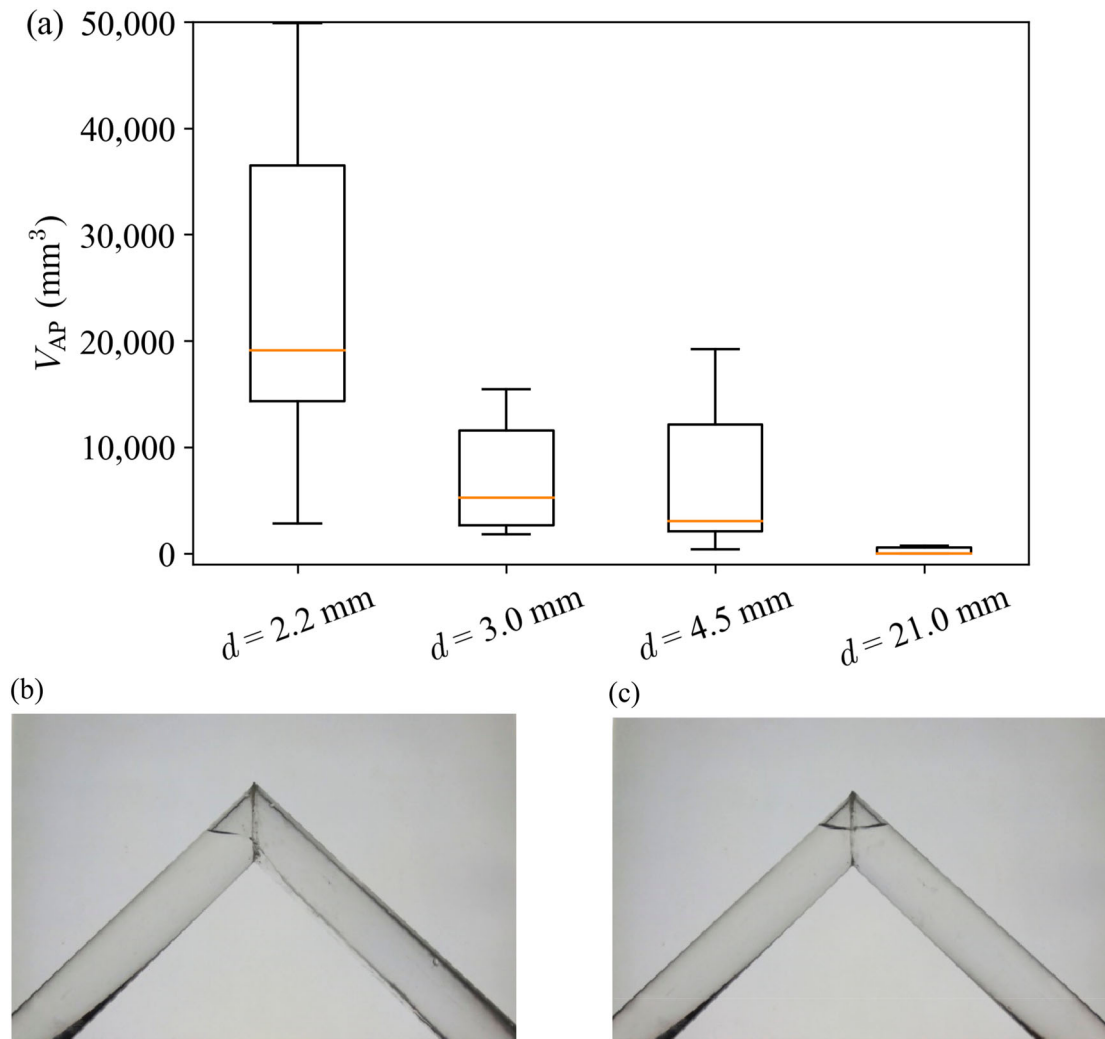 (a)
50,000
40,000
30,000
20,000
10,000
0
V_AP (mm³)
d = 2.2 mm
d = 3.0 mm
d = 4.5 mm
d = 21.0 mm
(b)
(c)